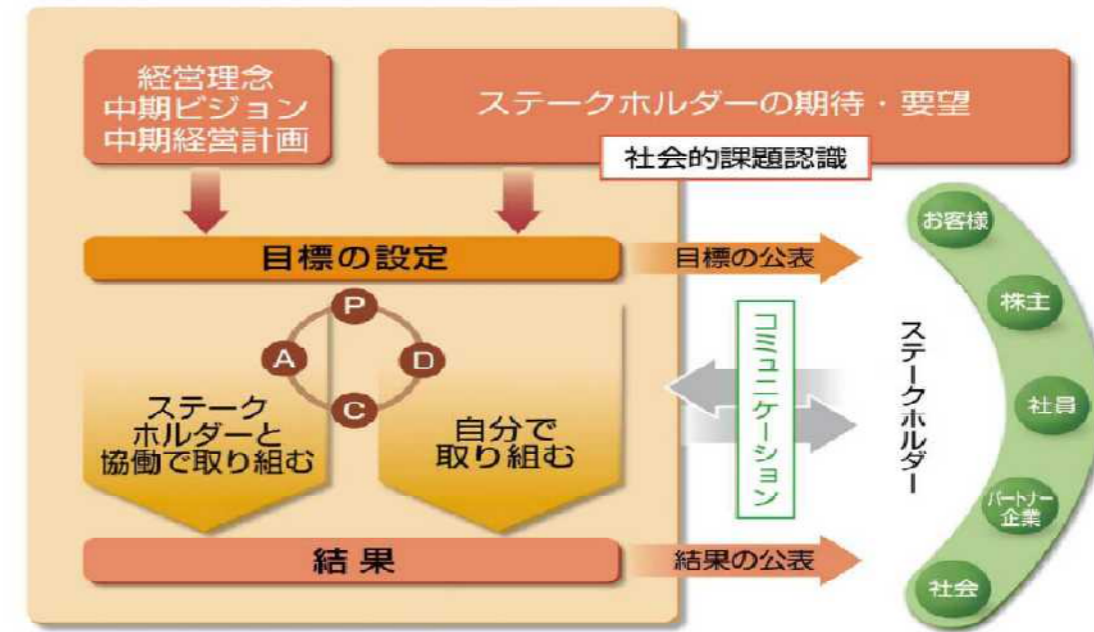 経営理念
中期ビジョン
中期経営計画
ステークホルダーの期待・要望
社会的課題認識
目標の設定
目標の公表
P
A
D
C
ステーク
ホルダーと
協働で取り組む
自分で
取り組む
コミュニケーション
ステークホルダー
お客様
株主
社員
パートナー
企業
社会
結果
結果の公表